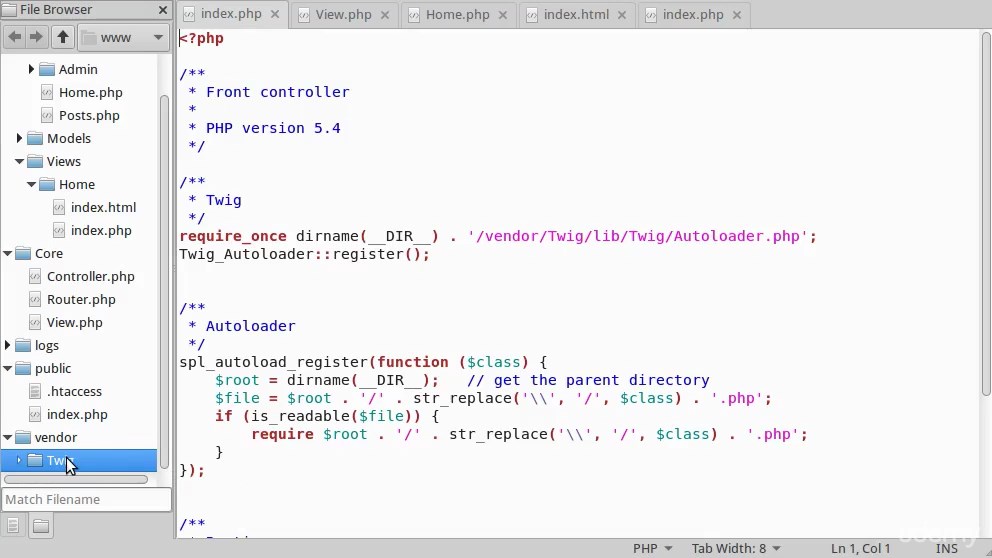 File Browser
index.php
View.php
Home.php
index.html
index.php
www
Admin
Home.php
Posts.php
Models
Views
Home
index.html
index.php
Core
Controller.php
Router.php
View.php
logs
public
.htaccess
index.php
vendor
Twig
Match Filename
<?php
/**
 * Front controller
 *
 * PHP version 5.4
 */
/**
 * Twig
 */
require_once dirname(__DIR__) . '/vendor/Twig/lib/Twig/Autoloader.php';
Twig_Autoloader::register();
/**
 * Autoloader
 */
spl_autoload_register(function ($class) {
    $root = dirname(__DIR__);   // get the parent directory
    $file = $root . '/' . str_replace('\\', '/', $class) . '.php';
    if (is_readable($file)) {
        require $root . '/' . str_replace('\\', '/', $class) . '.php';
    }
});
/**
PHP
Tab Width: 8
Ln 1, Col 1
INS